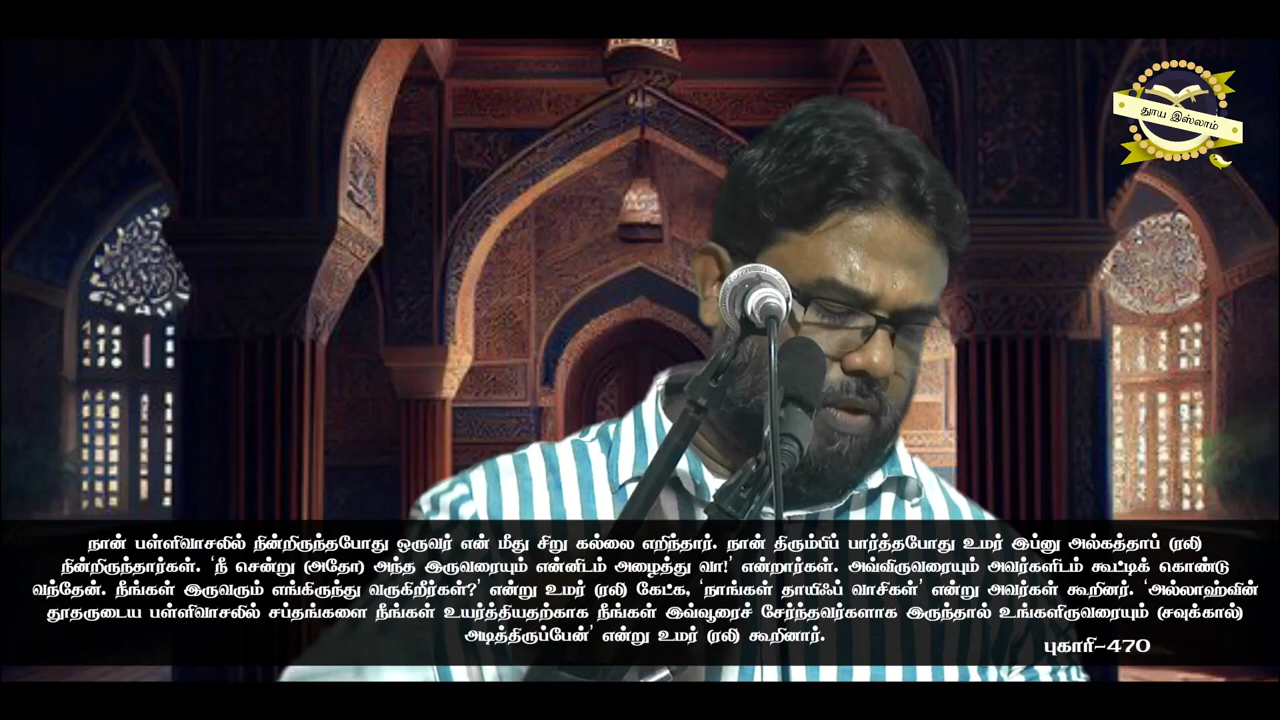 தூய இஸ்லாம்
நான் பள்ளிவாசலில் நின்றிருந்தபோது ஒருவர் என் மீது சிறு கல்லை எறிந்தார். நான் திரும்பிப் பார்த்தபோது உமர் இப்னு அல்கத்தாப் (ரலி)
நின்றிருந்தார்கள். ‘நீ சென்று (அதோ) அந்த இருவரையும் என்னிடம் அழைத்து வா!’ என்றார்கள். அவ்விருவரையும் அவர்களிடம் கூட்டிக் கொண்டு
வந்தேன். நீங்கள் இருவரும் எங்கிருந்து வருகிறீர்கள்?’ என்று உமர் (ரலி) கேட்க, ‘நாங்கள் தாயிஃப் வாசிகள்’ என்று அவர்கள் கூறினர். ‘அல்லாஹ்வின்
தூதருடைய பள்ளிவாசலில் சப்தங்களை நீங்கள் உயர்த்தியதற்காக நீங்கள் இவ்வூரைச் சேர்ந்தவர்களாக இருந்தால் உங்களிருவரையும் (சவுக்கால்)
அடித்திருப்பேன்’ என்று உமர் (ரலி) கூறினார்.
புகாரி-470